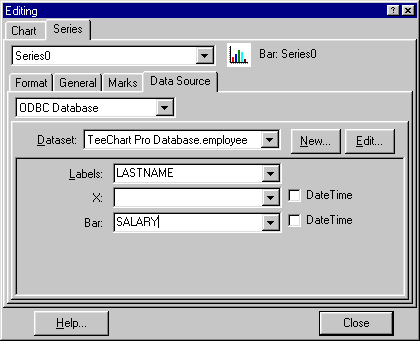 Editing
Chart Series
Series0 Bar: Series0
Format General Marks Data Source
ODBC Database
Dataset: TeeChart Pro Database.employee New... Edit...
Labels: LASTNAME
X: DateTime
Bar: SALARY DateTime
Help... Close